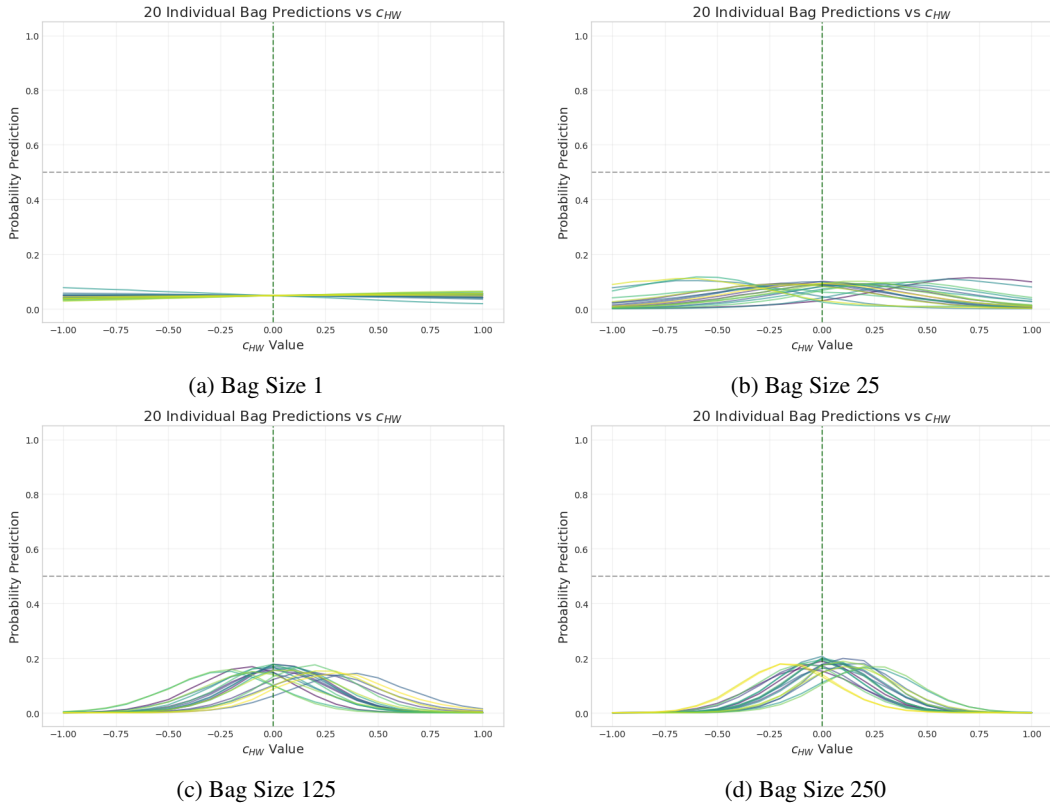 20 Individual Bag Predictions vs c_HW
1.0
0.8
0.6
0.4
0.2
0.0
Probability Prediction
−1.00 −0.75 −0.50 −0.25 0.00 0.25 0.50 0.75 1.00
c_HW Value
(a) Bag Size 1
20 Individual Bag Predictions vs c_HW
1.0
0.8
0.6
0.4
0.2
0.0
Probability Prediction
−1.00 −0.75 −0.50 −0.25 0.00 0.25 0.50 0.75 1.00
c_HW Value
(b) Bag Size 25
20 Individual Bag Predictions vs c_HW
1.0
0.8
0.6
0.4
0.2
0.0
Probability Prediction
−1.00 −0.75 −0.50 −0.25 0.00 0.25 0.50 0.75 1.00
c_HW Value
(c) Bag Size 125
20 Individual Bag Predictions vs c_HW
1.0
0.8
0.6
0.4
0.2
0.0
Probability Prediction
−1.00 −0.75 −0.50 −0.25 0.00 0.25 0.50 0.75 1.00
c_HW Value
(d) Bag Size 250